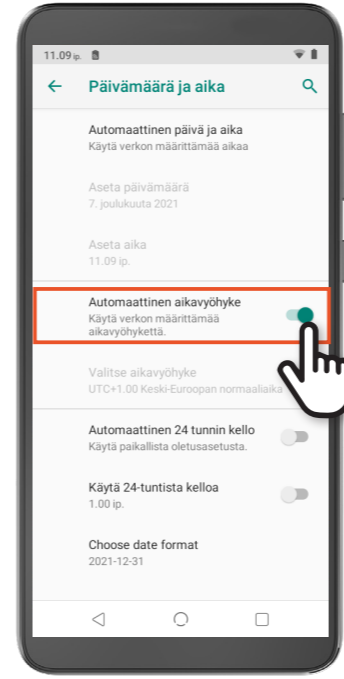 11.09 ip.
Päivämäärä ja aika
Automaattinen päivä ja aika
Käytä verkon määrittämää aikaa
Aseta päivämäärä
7. joulukuuta 2021
Aseta aika
11.09 ip.
Automaattinen aikavyöhyke
Käytä verkon määrittämää
aikavyöhykettä.
Valitse aikavyöhyke
UTC+1.00 Keski-Euroopan normaaliaika
Automaattinen 24 tunnin kello
Käytä paikallista oletusasetusta.
Käytä 24-tuntista kelloa
1.00 ip.
Choose date format
2021-12-31